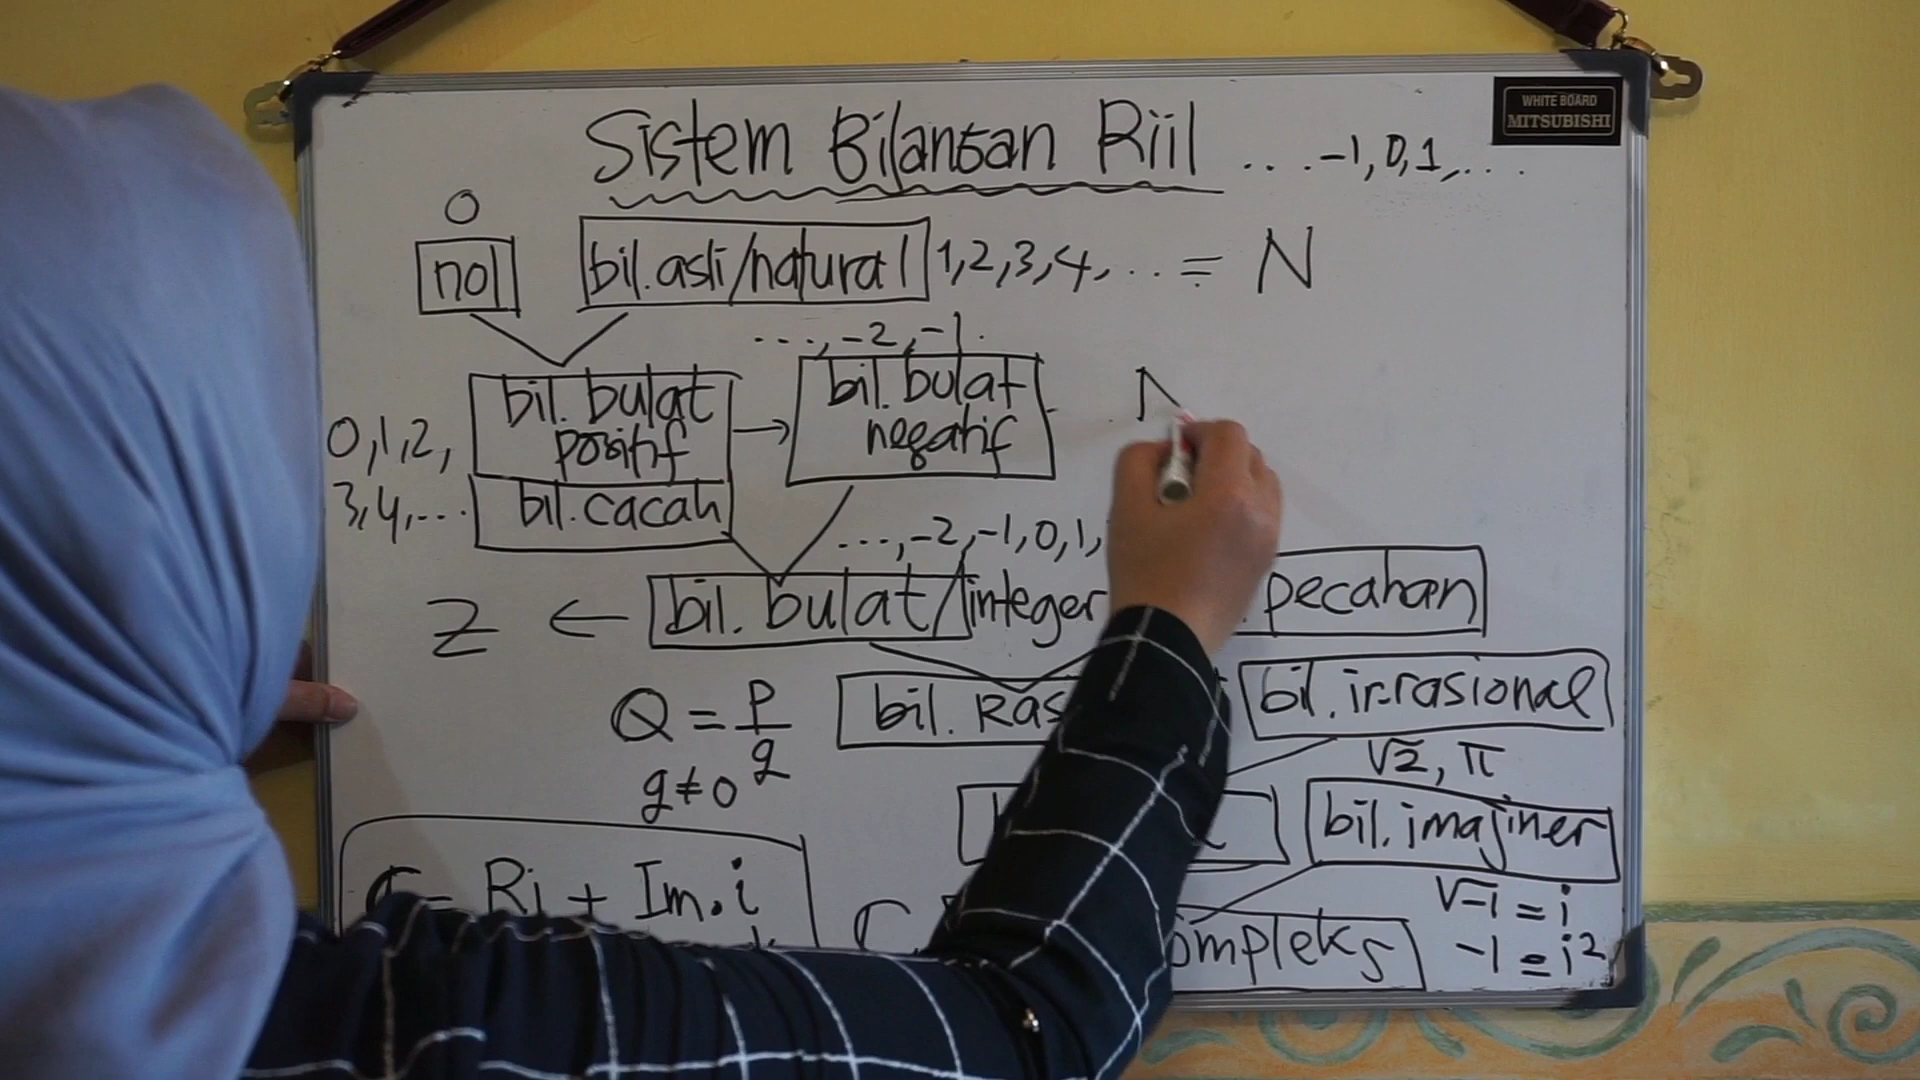 WHITE BOARD
MITSUBISHI
Sistem Bilangan Riil ....-1,0,1,...
0
nol
bil.asli/natural 1,2,3,4,... = N
...,-2,-1.
bil. bulat
positif
bil.cacah
bil. bulat
negatif
N
0,1,2,
3,4,...
...,-2,-1,0,1,
Z ← bil. bulat/integer
pecahan
Q = p/q
q≠0
bil.
bil. irrasional
√2, π
bil. imajiner
√-1 = i
-1 = i²
= Ri + Im.i
C
ompleks